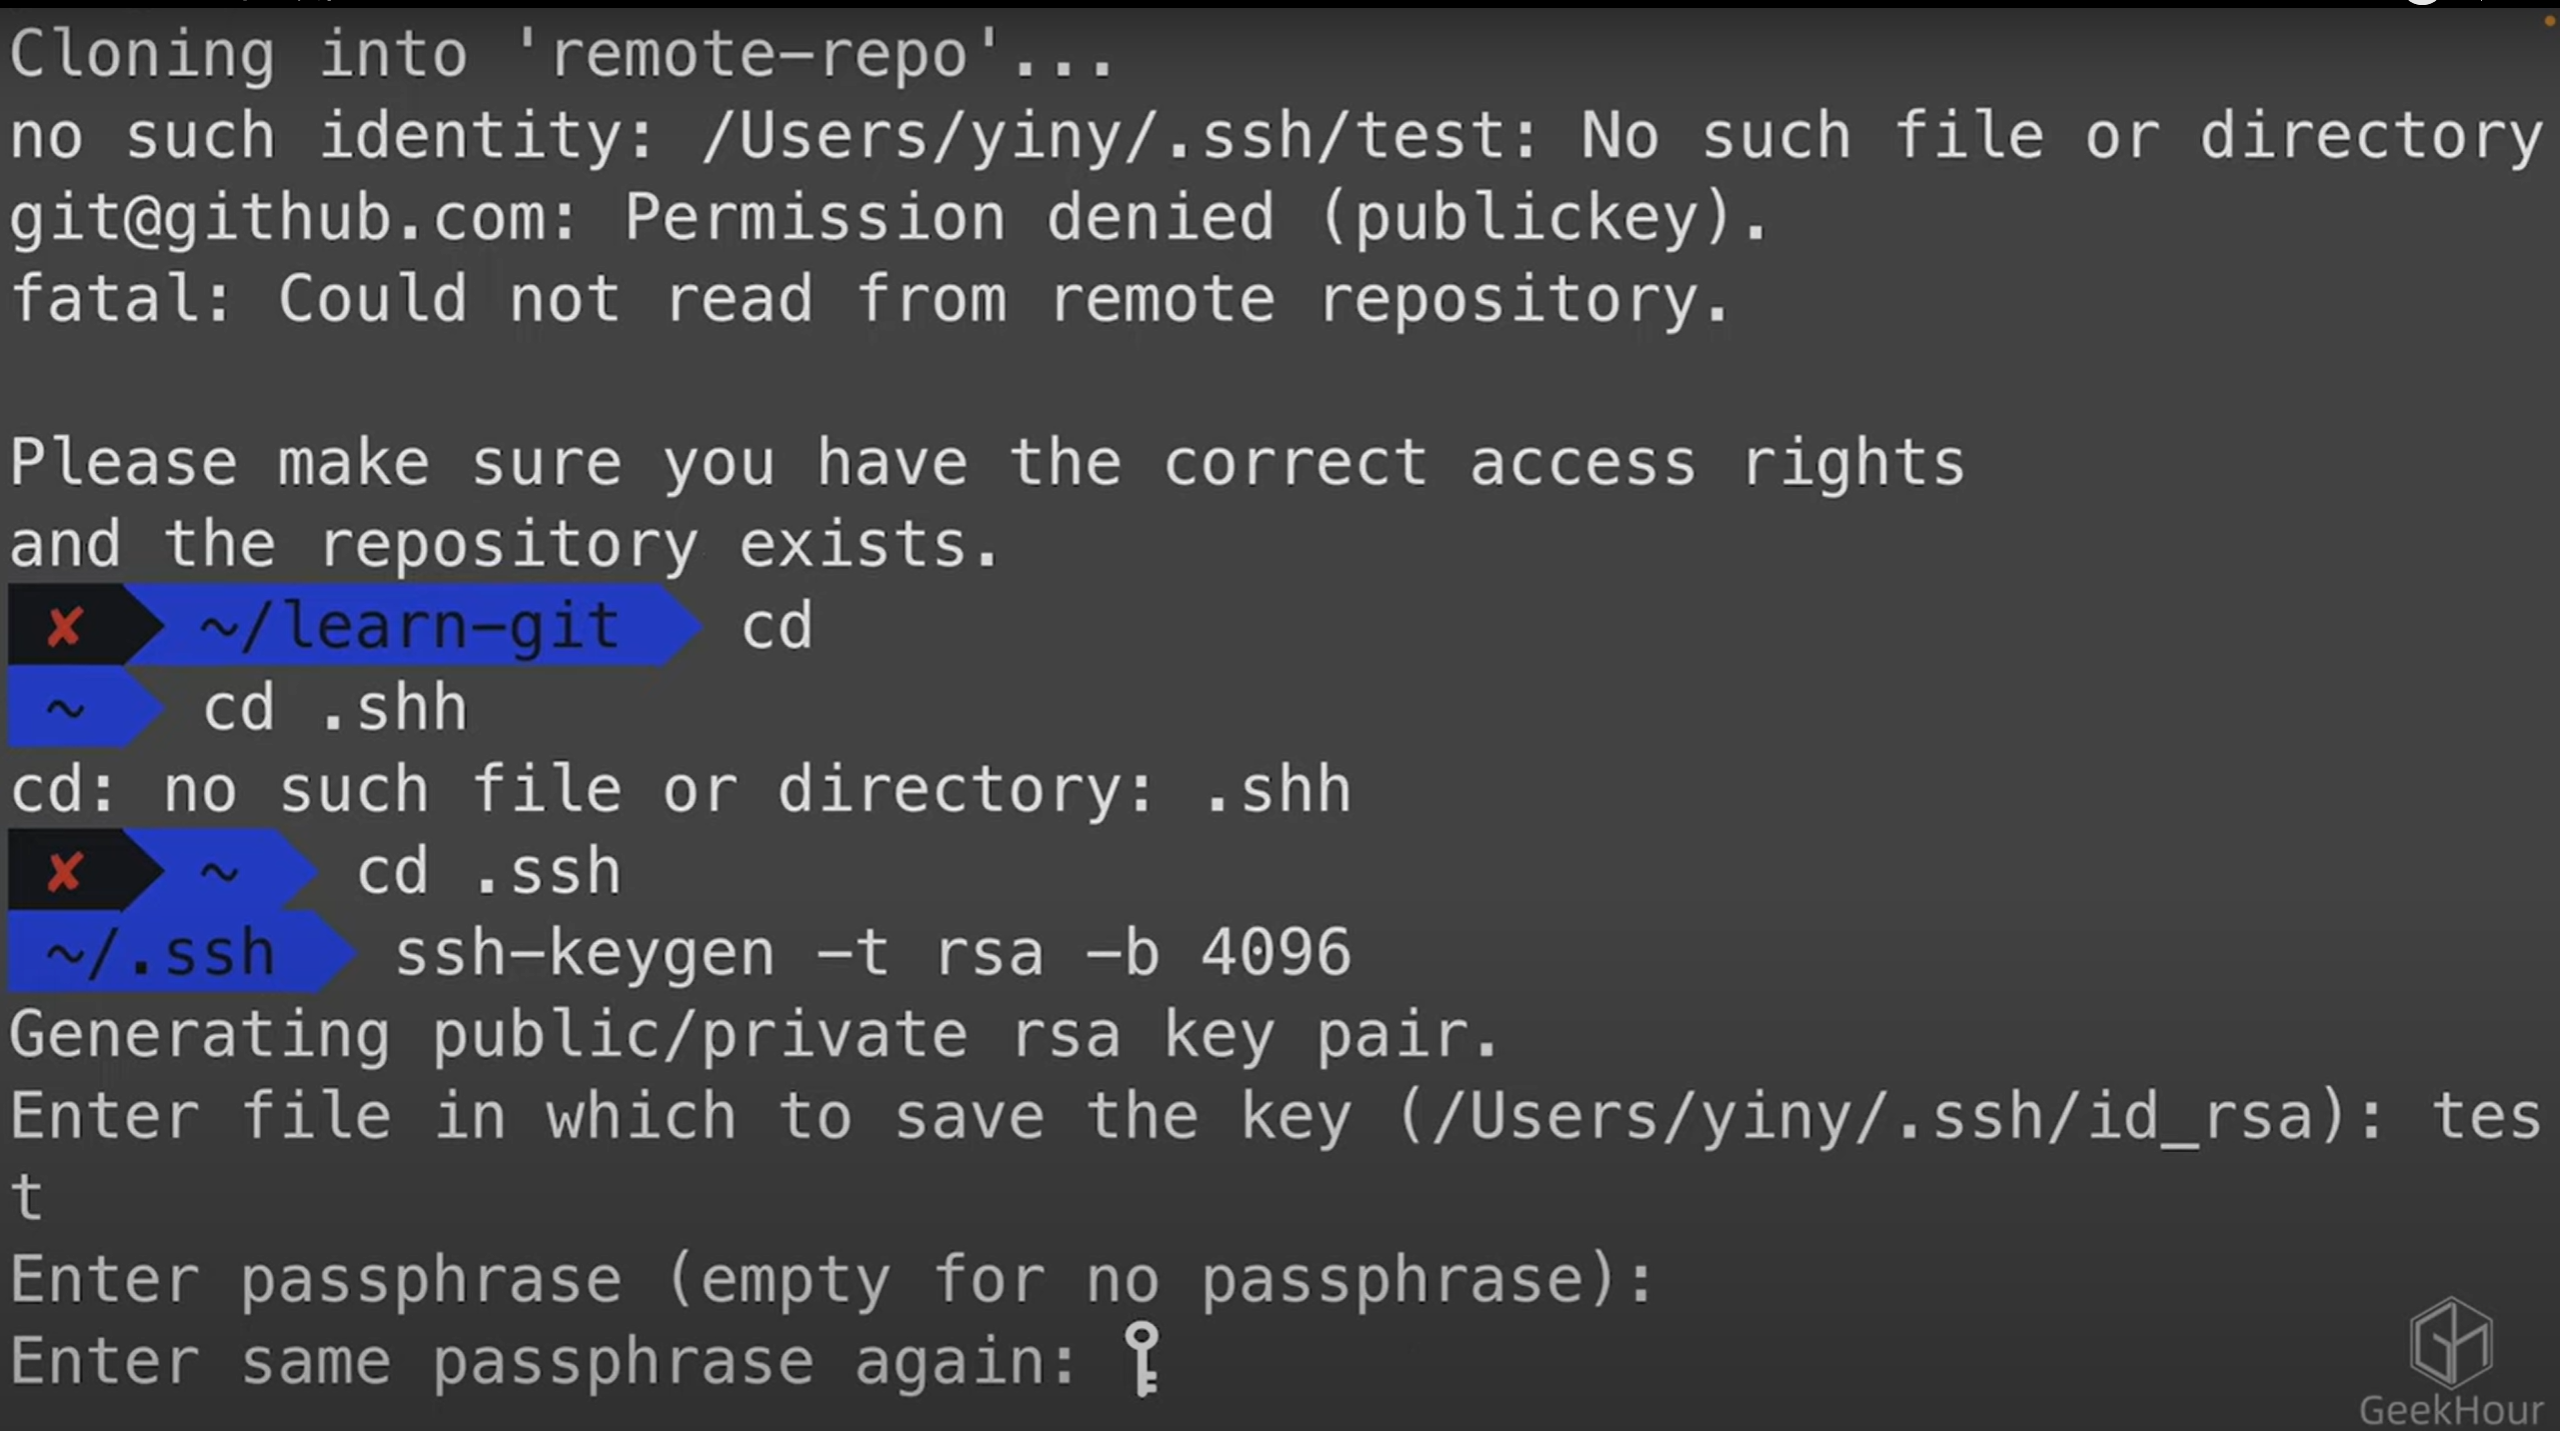 Cloning into 'remote-repo'...
no such identity: /Users/yiny/.ssh/test: No such file or directory
git@github.com: Permission denied (publickey).
fatal: Could not read from remote repository.
Please make sure you have the correct access rights
and the repository exists.
✘ ~/learn-git cd
~ cd .shh
cd: no such file or directory: .shh
✘ ~ cd .ssh
~/.ssh ssh-keygen -t rsa -b 4096
Generating public/private rsa key pair.
Enter file in which to save the key (/Users/yiny/.ssh/id_rsa): tes
t
Enter passphrase (empty for no passphrase):
Enter same passphrase again:
GeekHour